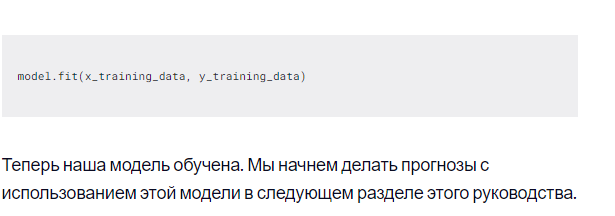 model.fit(x_training_data, y_training_data)
Теперь наша модель обучена. Мы начнем делать прогнозы с
использованием этой модели в следующем разделе этого руководства.